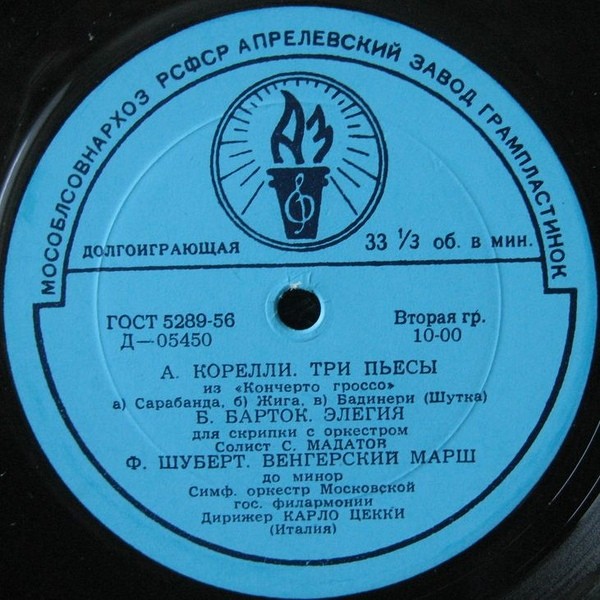 МОСОБЛСОВНАРХОЗ РСФСР АПРЕЛЕВСКИЙ ЗАВОД ГРАМПЛАСТИНОК
АЗ
ДОЛГОИГРАЮЩАЯ 33 1/3 об. в мин.
ГОСТ 5289-56 Вторая гр.
Д—05450 10-00
А. КОРЕЛЛИ. ТРИ ПЬЕСЫ
из «Кончерто гроссо»
а) Сарабанда, б) Жига, в) Бадинери (Шутка)
Б. БАРТОК. ЭЛЕГИЯ
для скрипки с оркестром
Солист С. МАДАТОВ
Ф. ШУБЕРТ. ВЕНГЕРСКИЙ МАРШ
до минор
Симф. оркестр Московской
гос. филармонии
Дирижер КАРЛО ЦЕККИ
(Италия)